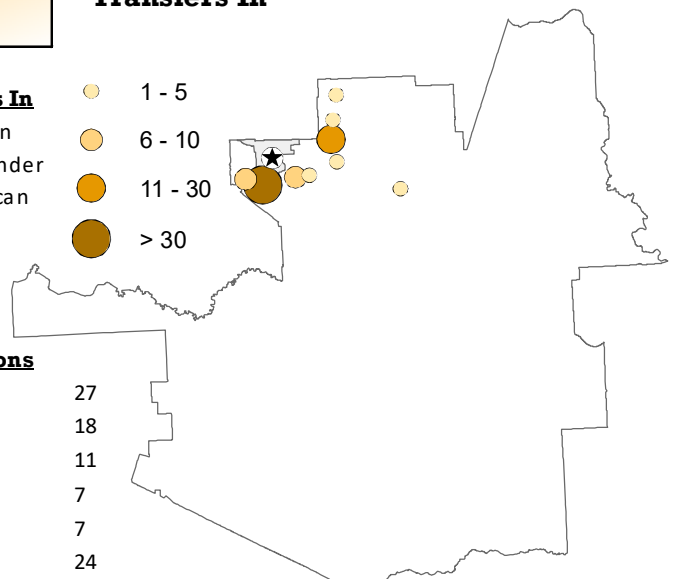 Transfers In
s In
n
nder
can
1 - 5
6 - 10
11 - 30
> 30
ons
27
18
11
7
7
24